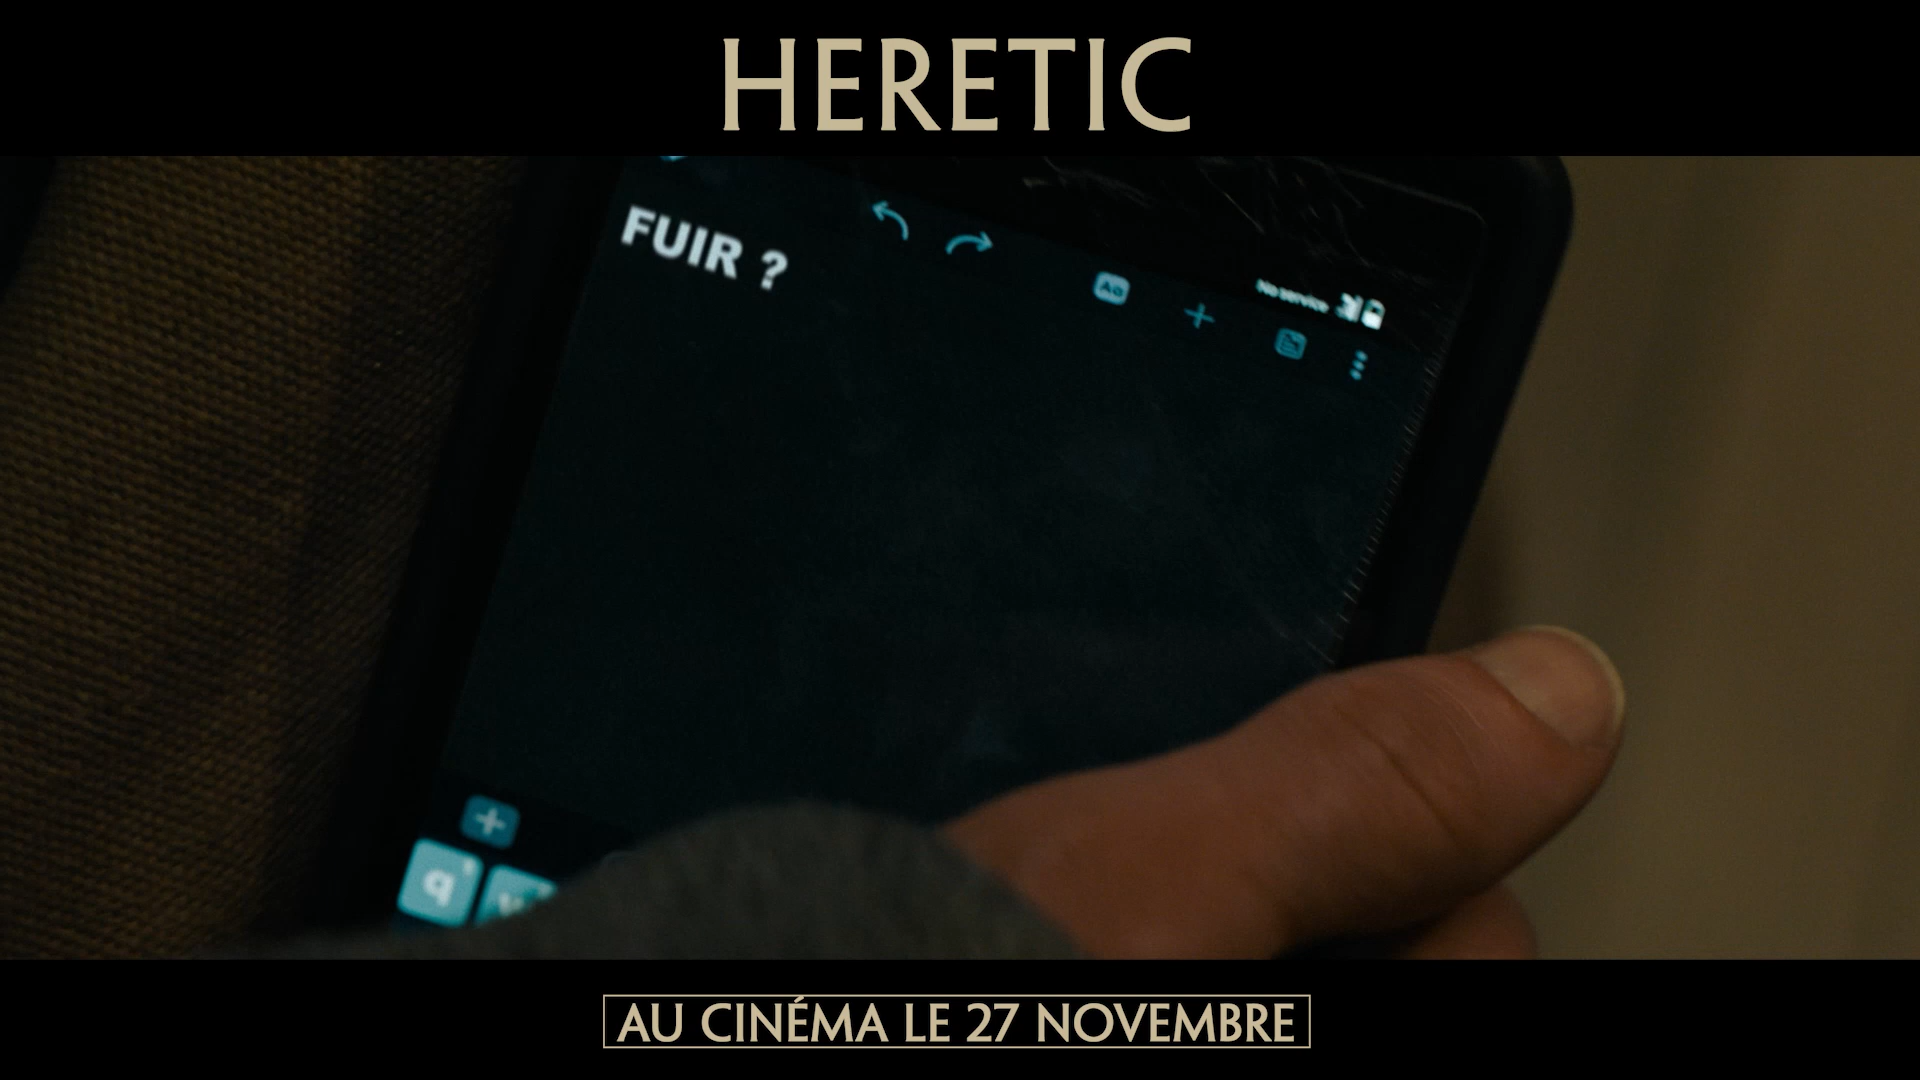 HERETIC
FUIR ?
No service
q
AU CINÉMA LE 27 NOVEMBRE